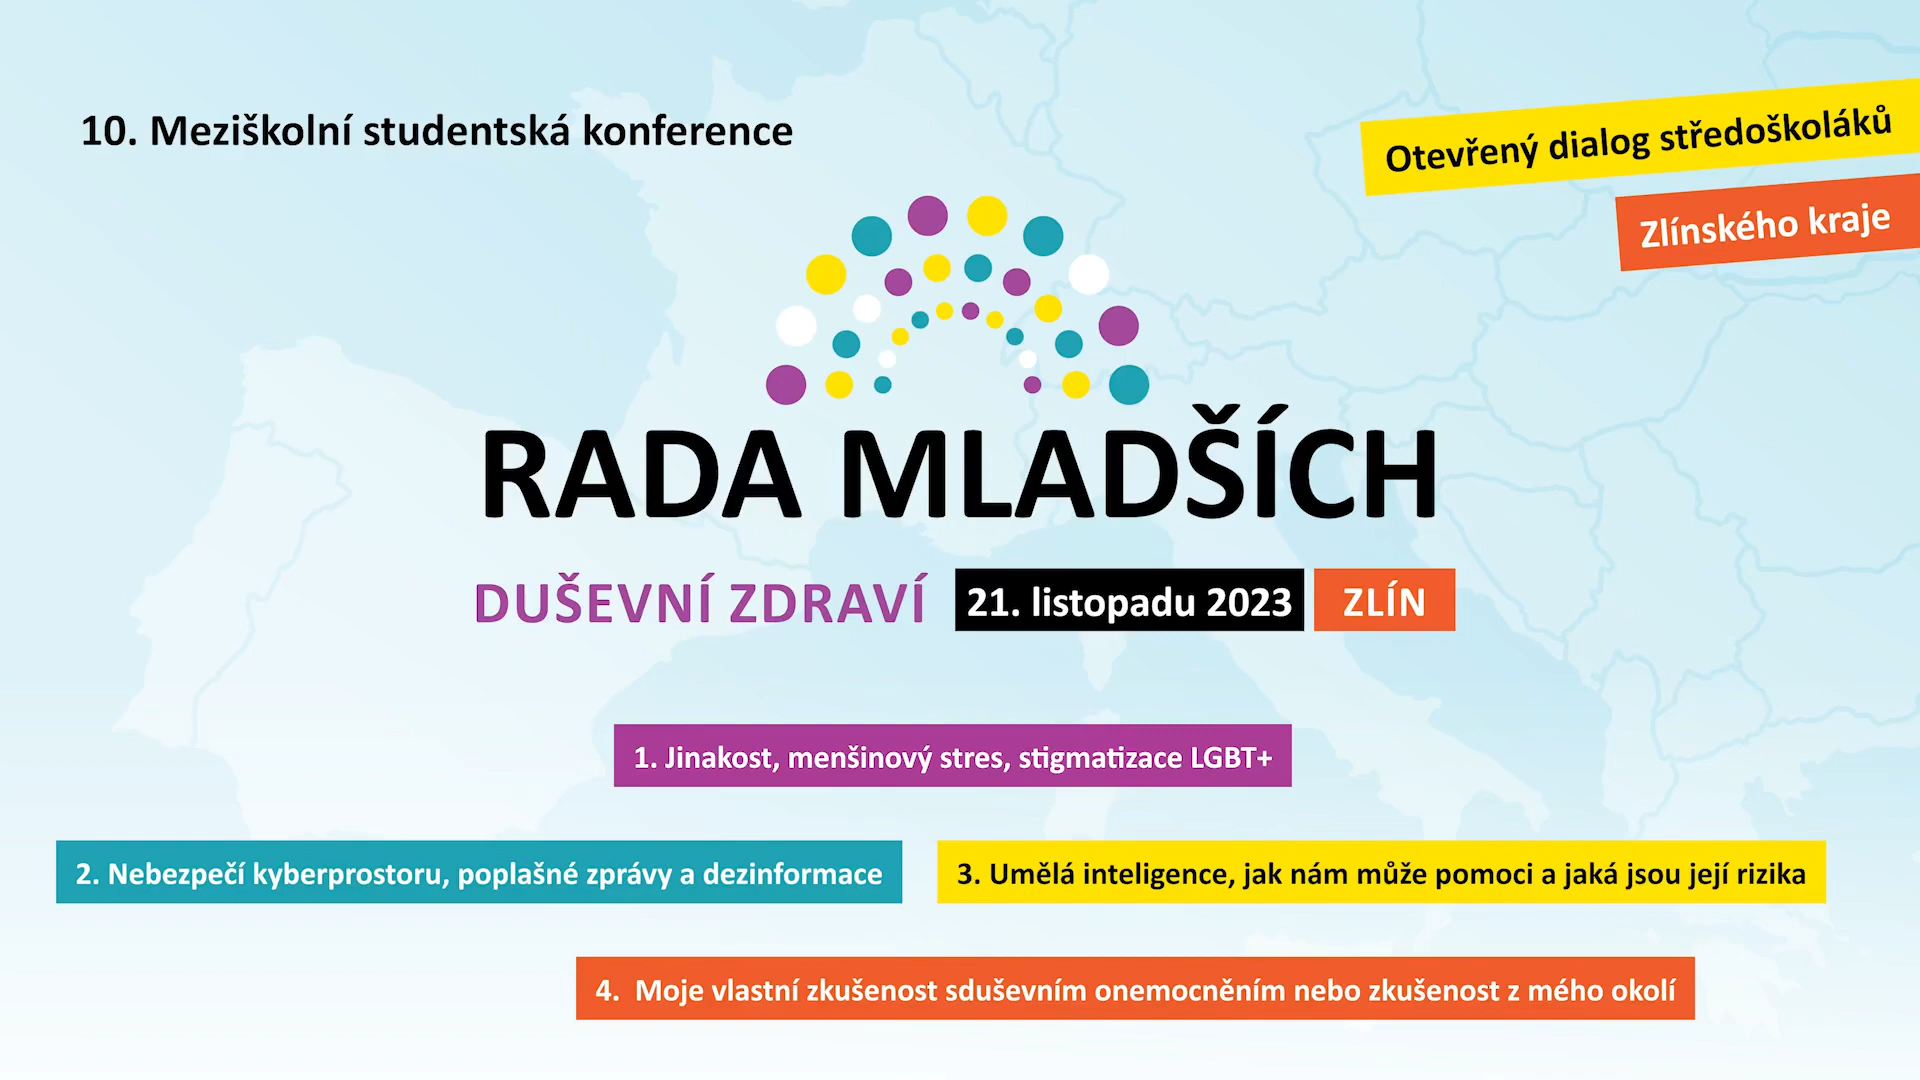 10. Meziškolní studentská konference
Otevřený dialog středoškoláků
Zlínského kraje
RADA MLADŠÍCH
DUŠEVNÍ ZDRAVÍ 21. listopadu 2023 ZLÍN
1. Jinakost, menšinový stres, stigmatizace LGBT+
2. Nebezpečí kyberprostoru, poplašné zprávy a dezinformace
3. Umělá inteligence, jak nám může pomoci a jaká jsou její rizika
4. Moje vlastní zkušenost sduševním onemocněním nebo zkušenost z mého okolí